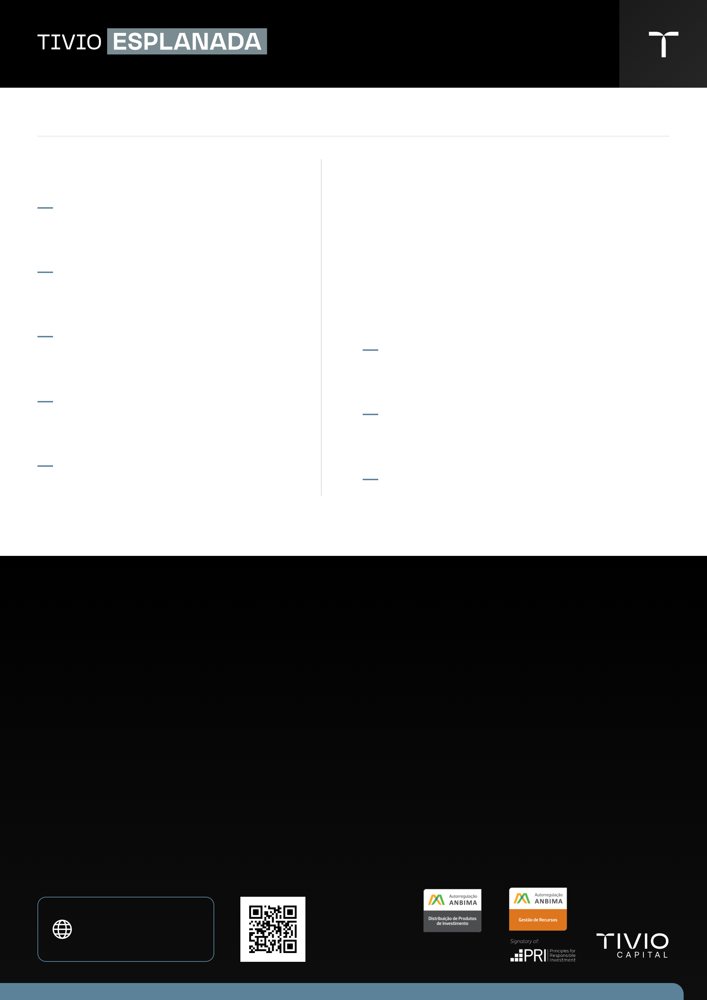 TIVIO ESPLANADA
Autorregulação
ANBIMA
Distribuição de Produtos
de Investimento
Autorregulação
ANBIMA
Gestão de Recursos
Signatory of:
PRI
Principles for
Responsible
Investment
TIVIO
CAPITAL